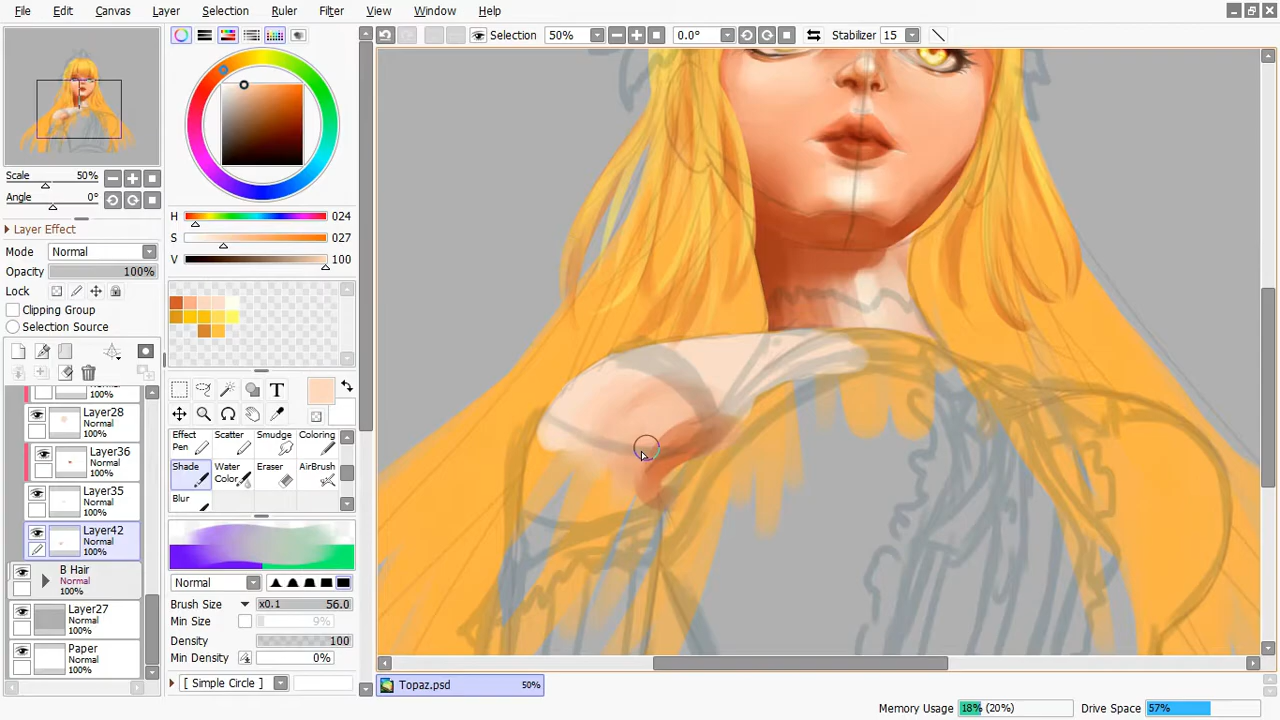 File Edit Canvas Layer Selection Ruler Filter View Window Help
Selection 50% 0.0° Stabilizer 15
Scale 50%
Angle 0°
Layer Effect
Mode Normal
Opacity 100%
Lock
Clipping Group
Selection Source
100%
Layer28
Normal
100%
Layer36
Normal
100%
Layer35
Normal
100%
Layer42
Normal
100%
B Hair
Normal
100%
Layer27
Normal
100%
Paper
Normal
100%
H 024
S 027
V 100
T
Effect Pen Scatter Smudge Coloring
Shade Water Color Eraser AirBrush
Blur
Normal
Brush Size x0.1 56.0
Min Size 9%
Density 100
Min Density 0%
[ Simple Circle ]
Topaz.psd 50%
Memory Usage 18% (20%) Drive Space 57%